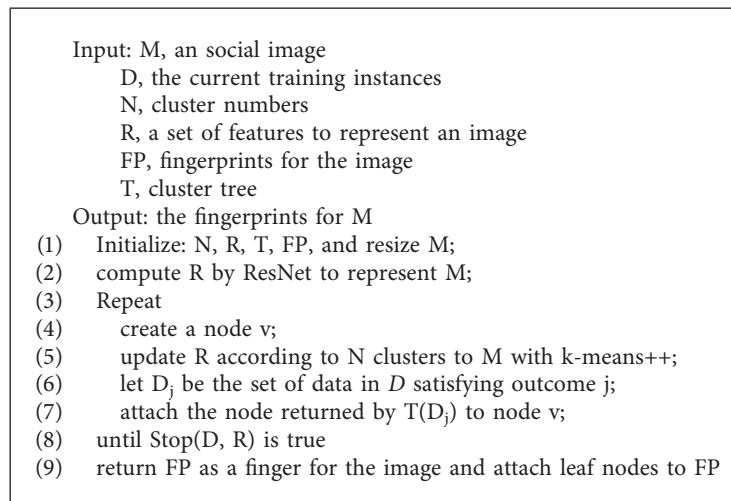 Input: M, an social image
D, the current training instances
N, cluster numbers
R, a set of features to represent an image
FP, fingerprints for the image
T, cluster tree
Output: the fingerprints for M
(1) Initialize: N, R, T, FP, and resize M;
(2) compute R by ResNet to represent M;
(3) Repeat
(4) create a node v;
(5) update R according to N clusters to M with k-means++;
(6) let Dj be the set of data in D satisfying outcome j;
(7) attach the node returned by T(Dj) to node v;
(8) until Stop(D, R) is true
(9) return FP as a finger for the image and attach leaf nodes to FP